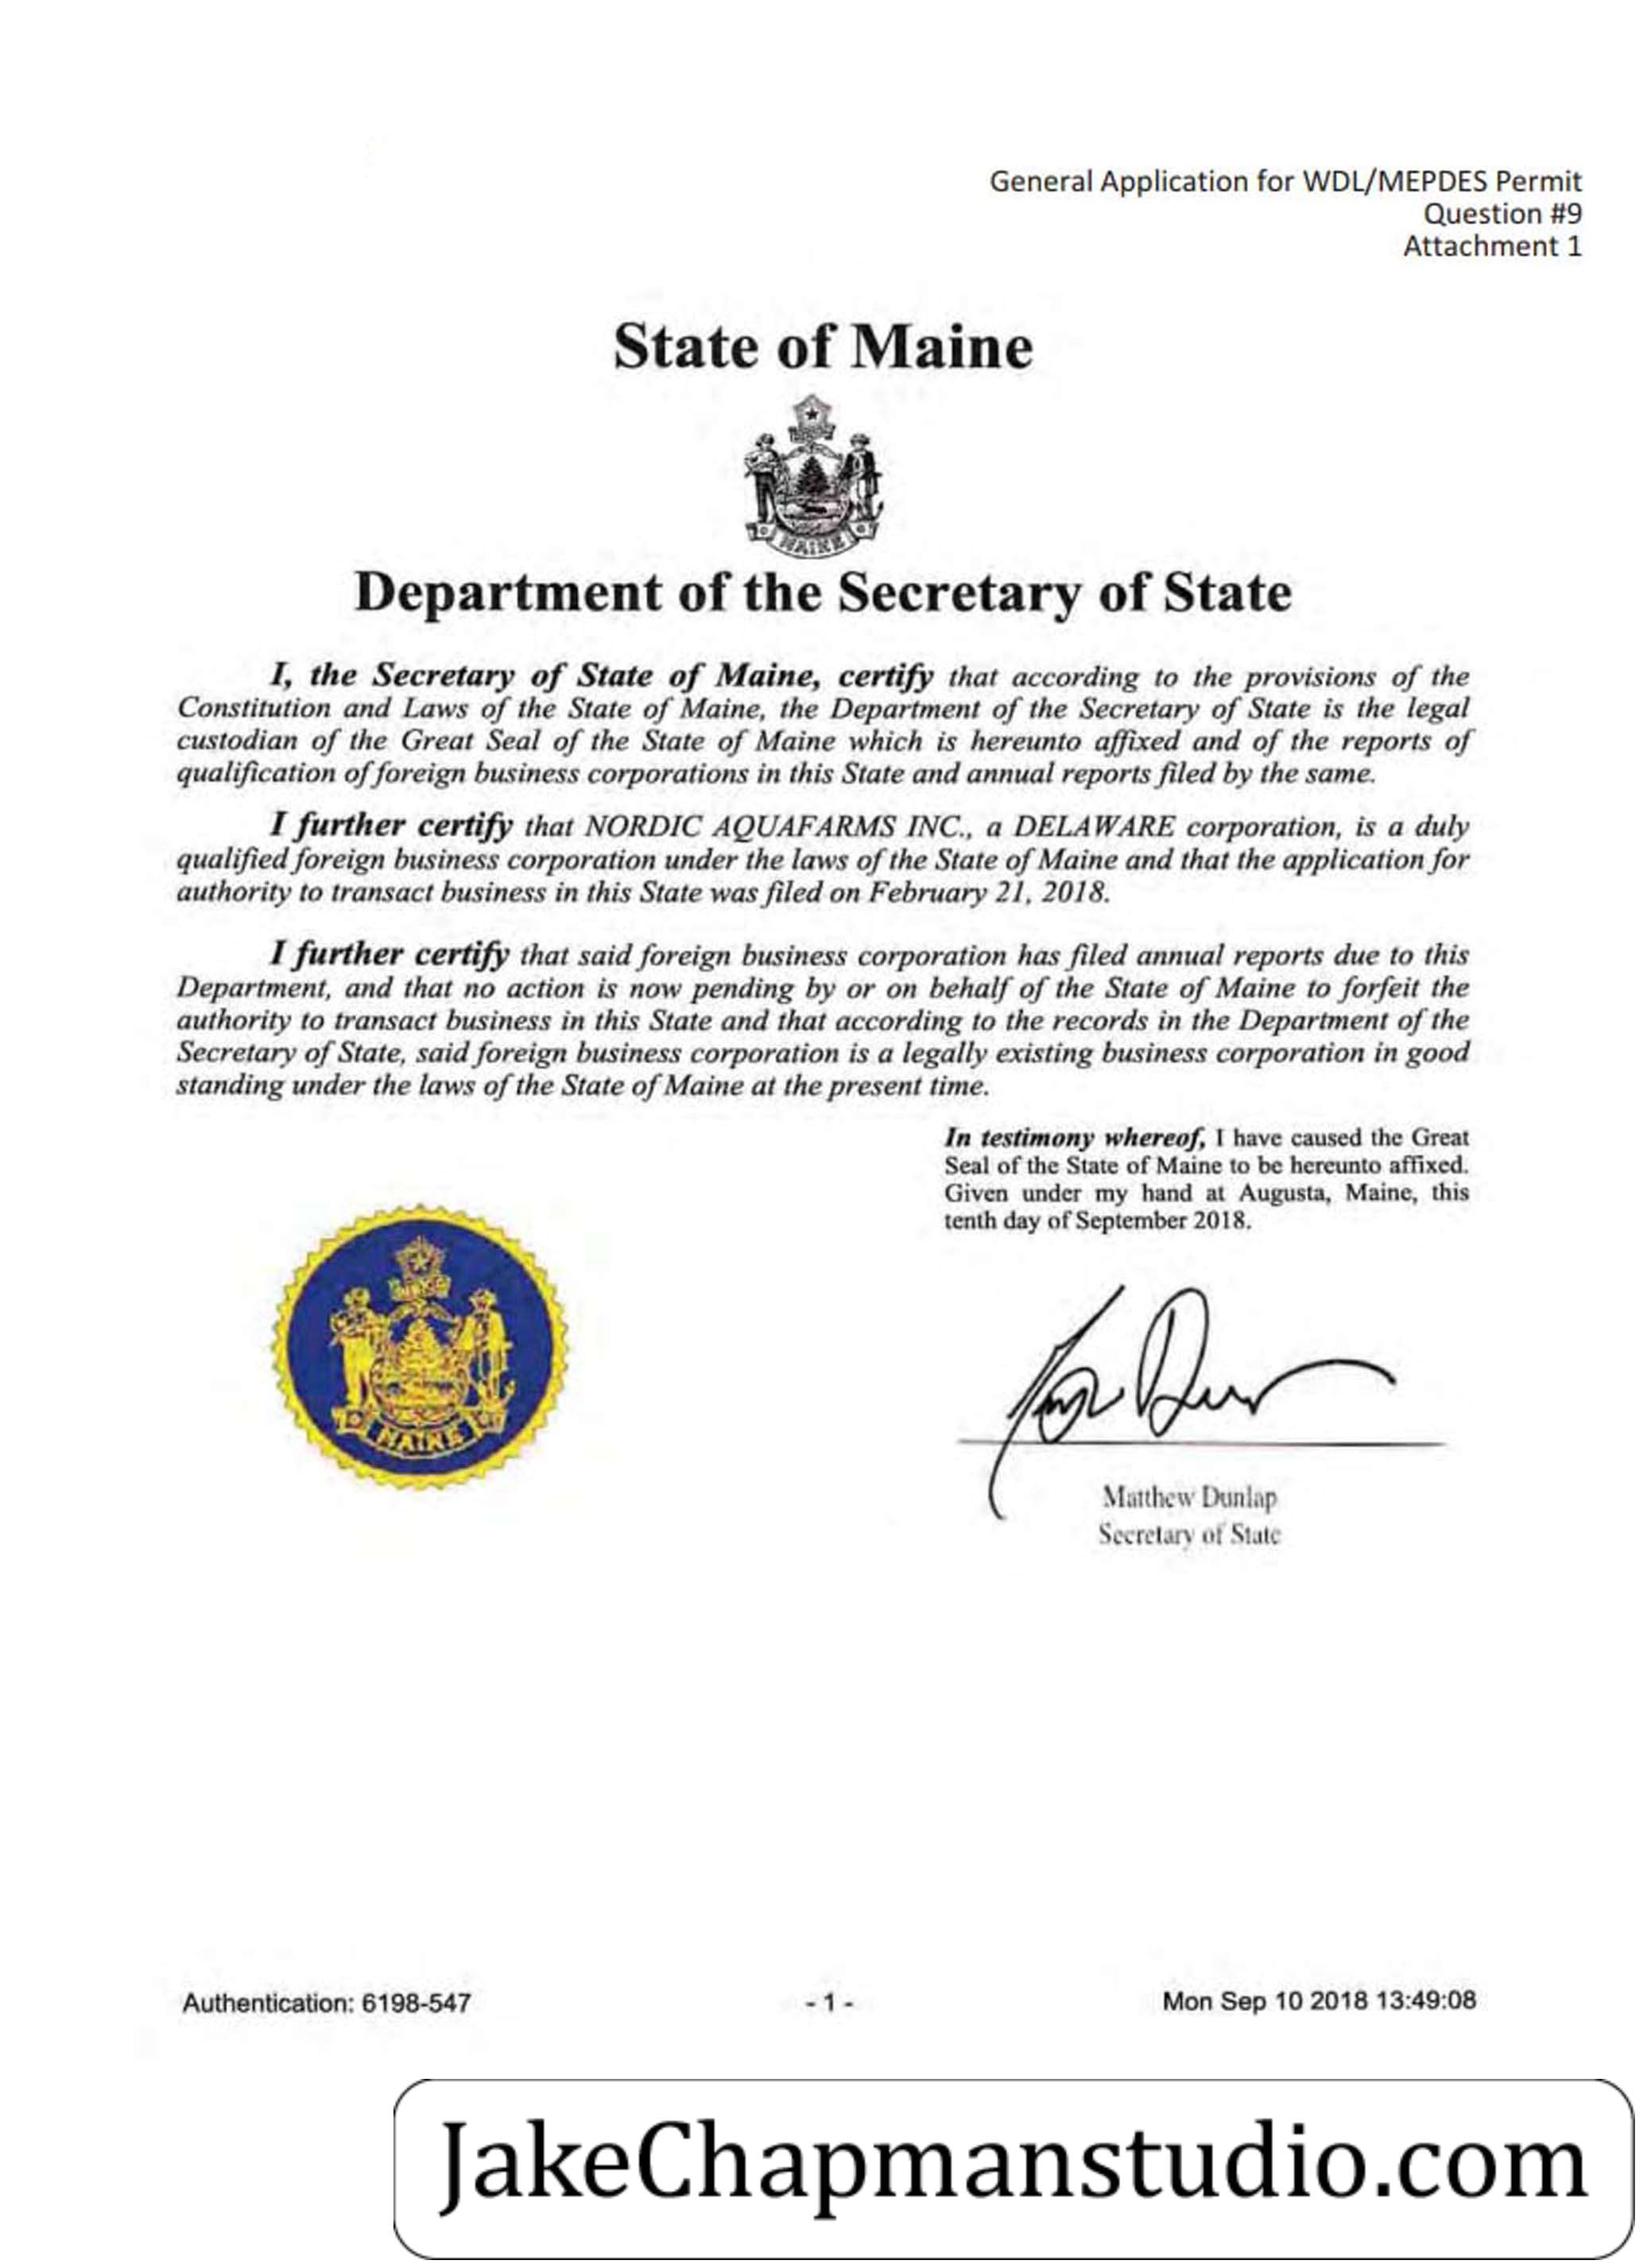 General Application for WDL/MEPDES Permit
Question #9
Attachment 1
State of Maine
MAINE
Department of the Secretary of State
I, the Secretary of State of Maine, certify that according to the provisions of the
Constitution and Laws of the State of Maine, the Department of the Secretary of State is the legal
custodian of the Great Seal of the State of Maine which is hereunto affixed and of the reports of
qualification of foreign business corporations in this State and annual reports filed by the same.
I further certify that NORDIC AQUAFARMS INC., a DELAWARE corporation, is a duly
qualified foreign business corporation under the laws of the State of Maine and that the application for
authority to transact business in this State was filed on February 21, 2018.
I further certify that said foreign business corporation has filed annual reports due to this
Department, and that no action is now pending by or on behalf of the State of Maine to forfeit the
authority to transact business in this State and that according to the records in the Department of the
Secretary of State, said foreign business corporation is a legally existing business corporation in good
standing under the laws of the State of Maine at the present time.
In testimony whereof, I have caused the Great
Seal of the State of Maine to be hereunto affixed.
Given under my hand at Augusta, Maine, this
tenth day of September 2018.
MAINE
Matthew Dunlap
Secretary of State
Authentication: 6198-547
- 1 -
Mon Sep 10 2018 13:49:08
JakeChapmanstudio.com